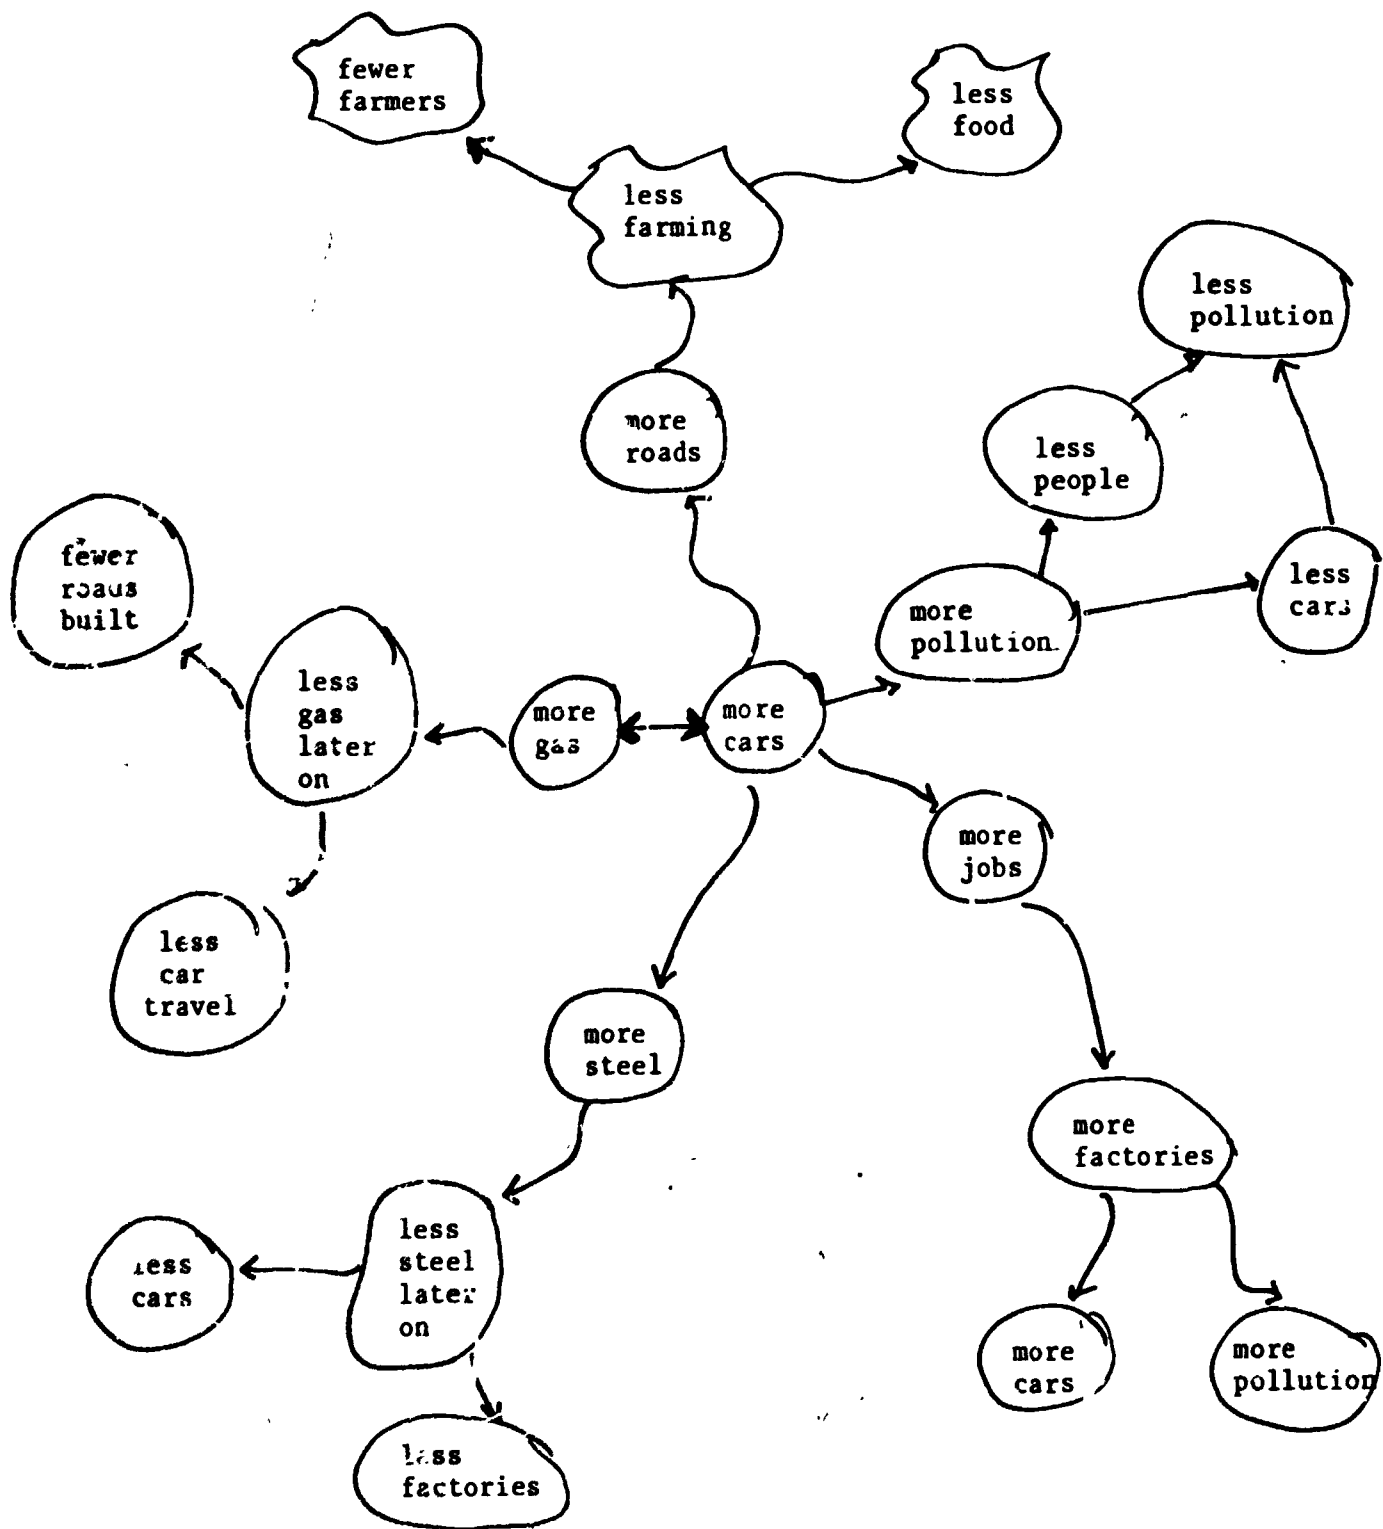 fewer
farmers
less
food
less
farming
less
pollution
more
roads
less
people
fewer
roads
built
less
cars
more
pollution
less
gas
later
on
more
gas
more
cars
more
jobs
less
car
travel
more
steel
more
factories
less
steel
later
on
less
cars
more
cars
more
pollution
less
factories